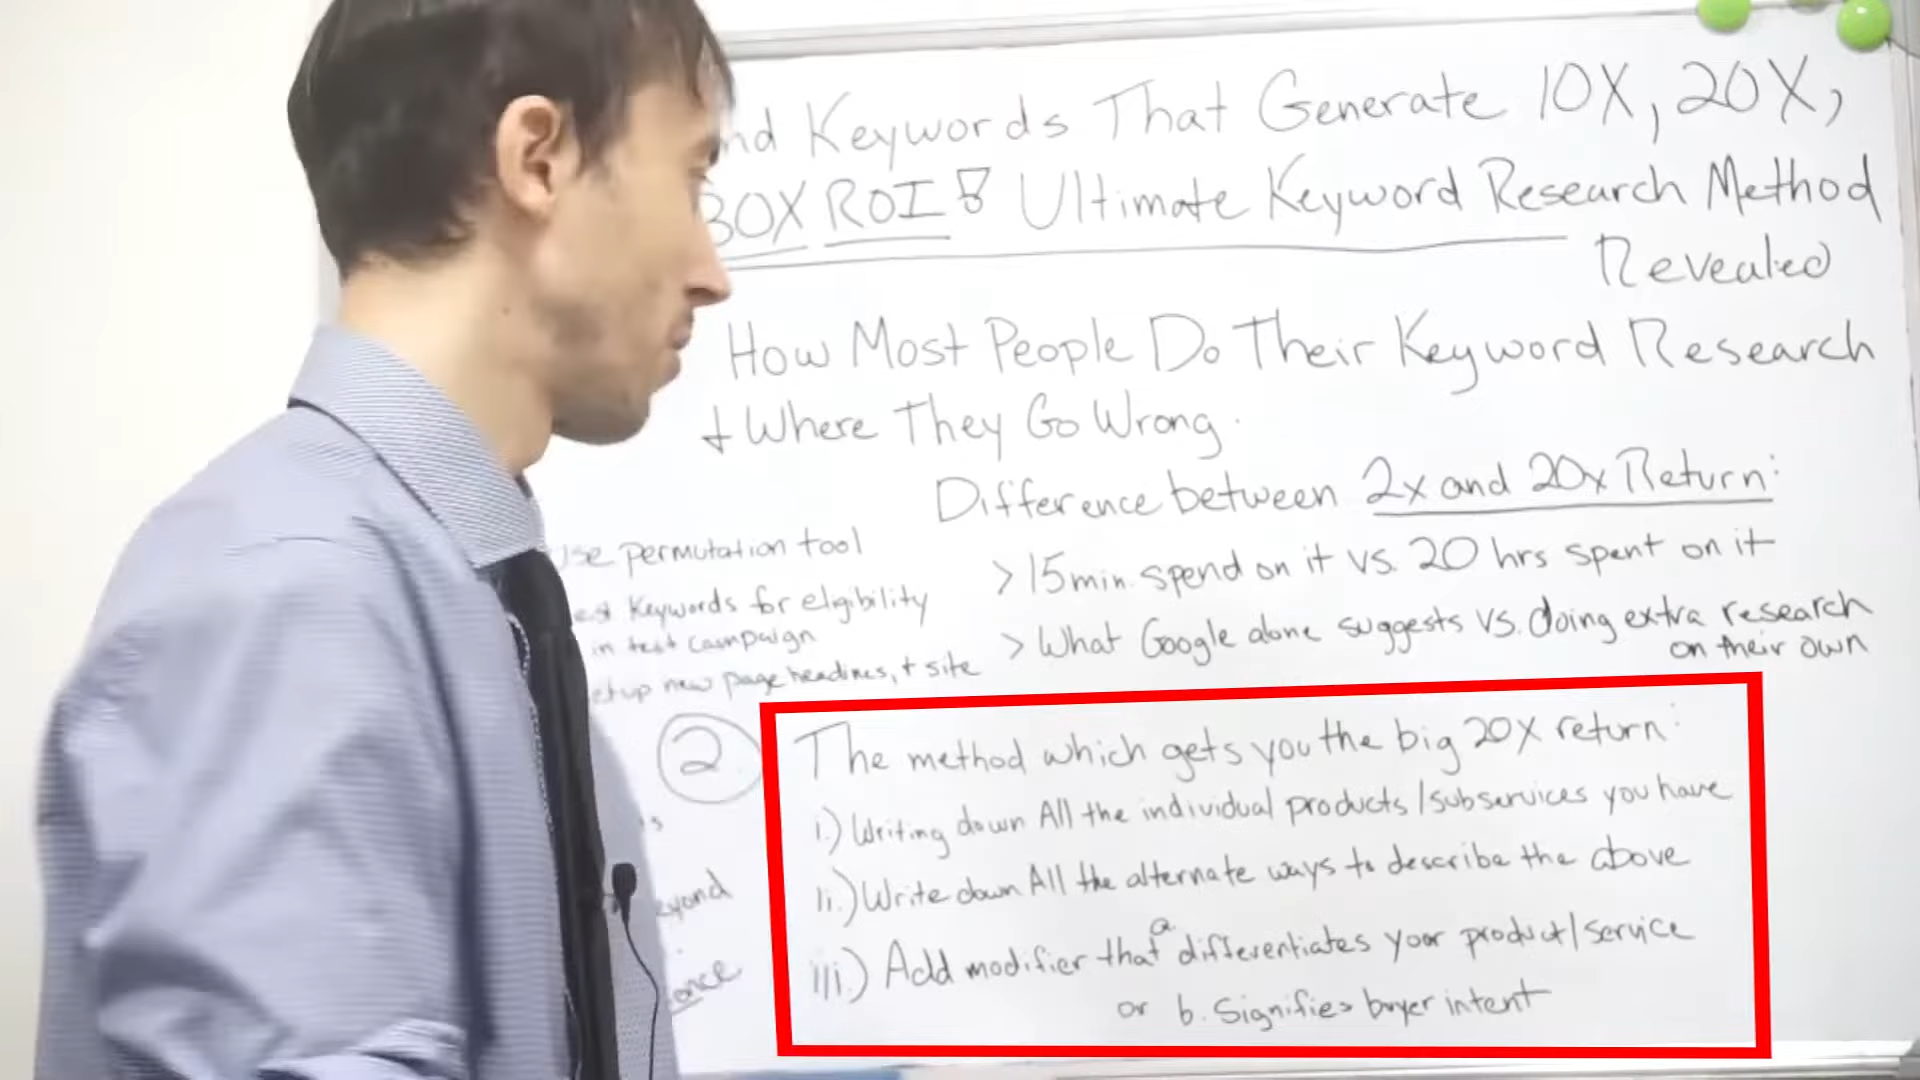 nd Keywords That Generate 10X, 20X,
30X ROI! Ultimate Keyword Research Method
Revealed
How Most People Do Their Keyword Research
+ Where They Go Wrong.
Difference between 2x and 20x Return:
> 15 min. spend on it vs. 20 hrs spent on it
> What Google alone suggests vs. doing extra research
on their own
use permutation tool
est Keywords for eligibility
in test campaign
etup new page headlines, + site
2
The method which gets you the big 20X return:
i.) Writing down All the individual products/subservices you have
ii.) Write down All the alternate ways to describe the above
iii.) Add modifier that a differentiates your product/service
or b. Signifies buyer intent
s
eyond
once